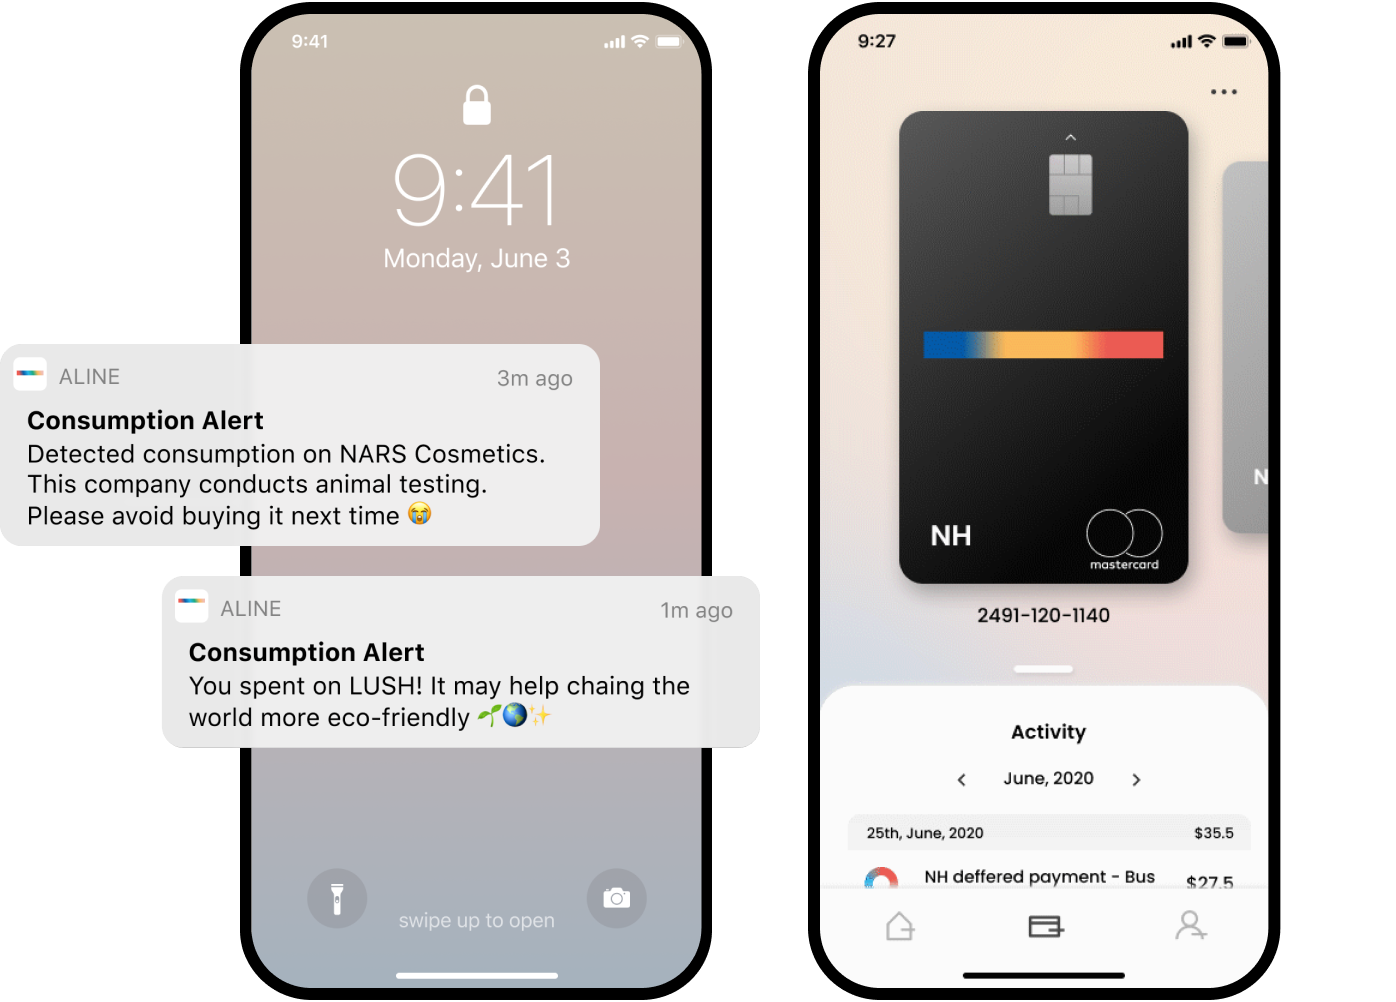 9:41
9:41
Monday, June 3
ALINE
3m ago
Consumption Alert
Detected consumption on NARS Cosmetics.
This company conducts animal testing.
Please avoid buying it next time 😭
ALINE
1m ago
Consumption Alert
You spent on LUSH! It may help chaing the
world more eco-friendly 🌱🌎✨
swipe up to open
9:27
NH
mastercard
N
2491-120-1140
Activity
June, 2020
25th, June, 2020
$35.5
NH deffered payment - Bus
$27.5